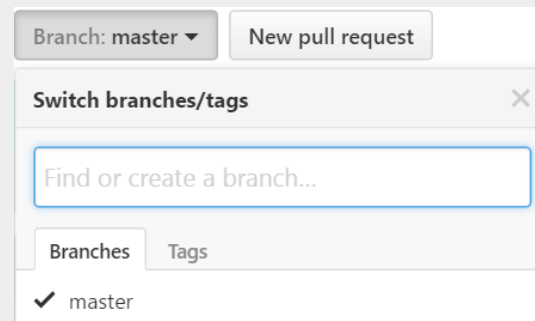 Branch: master New pull request
Switch branches/tags
Find or create a branch...
Branches Tags
master